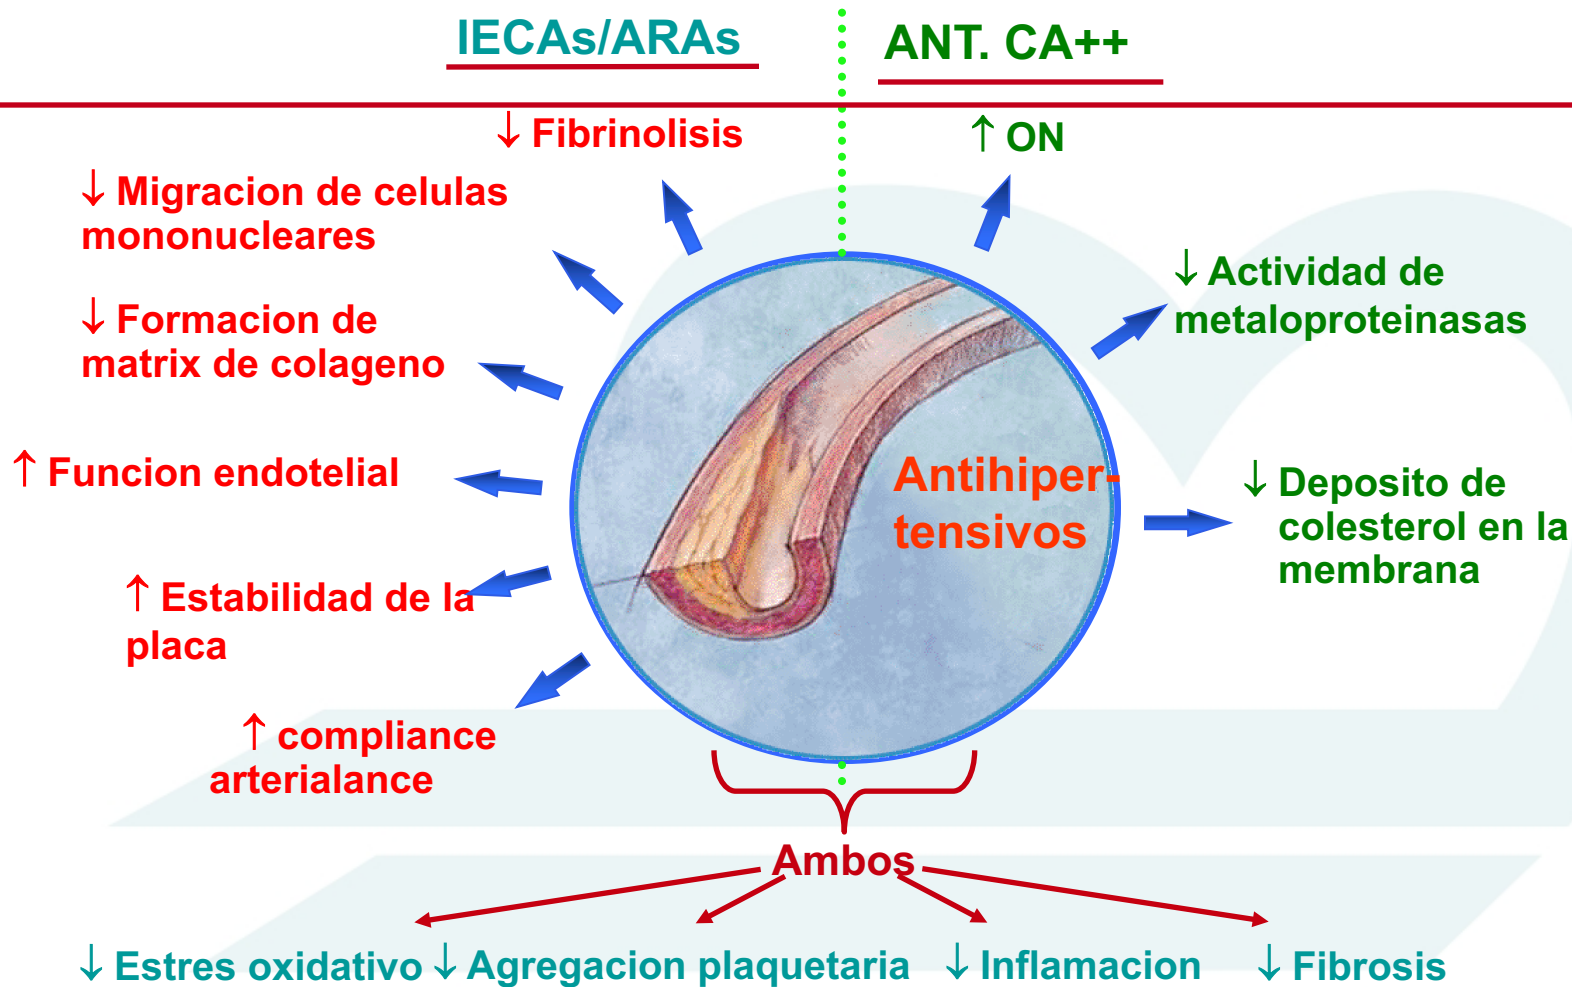 IECAs/ARAs
ANT. CA++
↓ Fibrinolisis
↑ ON
↓ Migracion de celulas
mononucleares
↓ Actividad de
metaloproteinasas
↓ Formacion de
matrix de colageno
↑ Funcion endotelial
Antihiper-
tensivos
↓ Deposito de
colesterol en la
membrana
↑ Estabilidad de la
placa
↑ compliance
arterialance
Ambos
↓ Estres oxidativo
↓ Agregacion plaquetaria
↓ Inflamacion
↓ Fibrosis